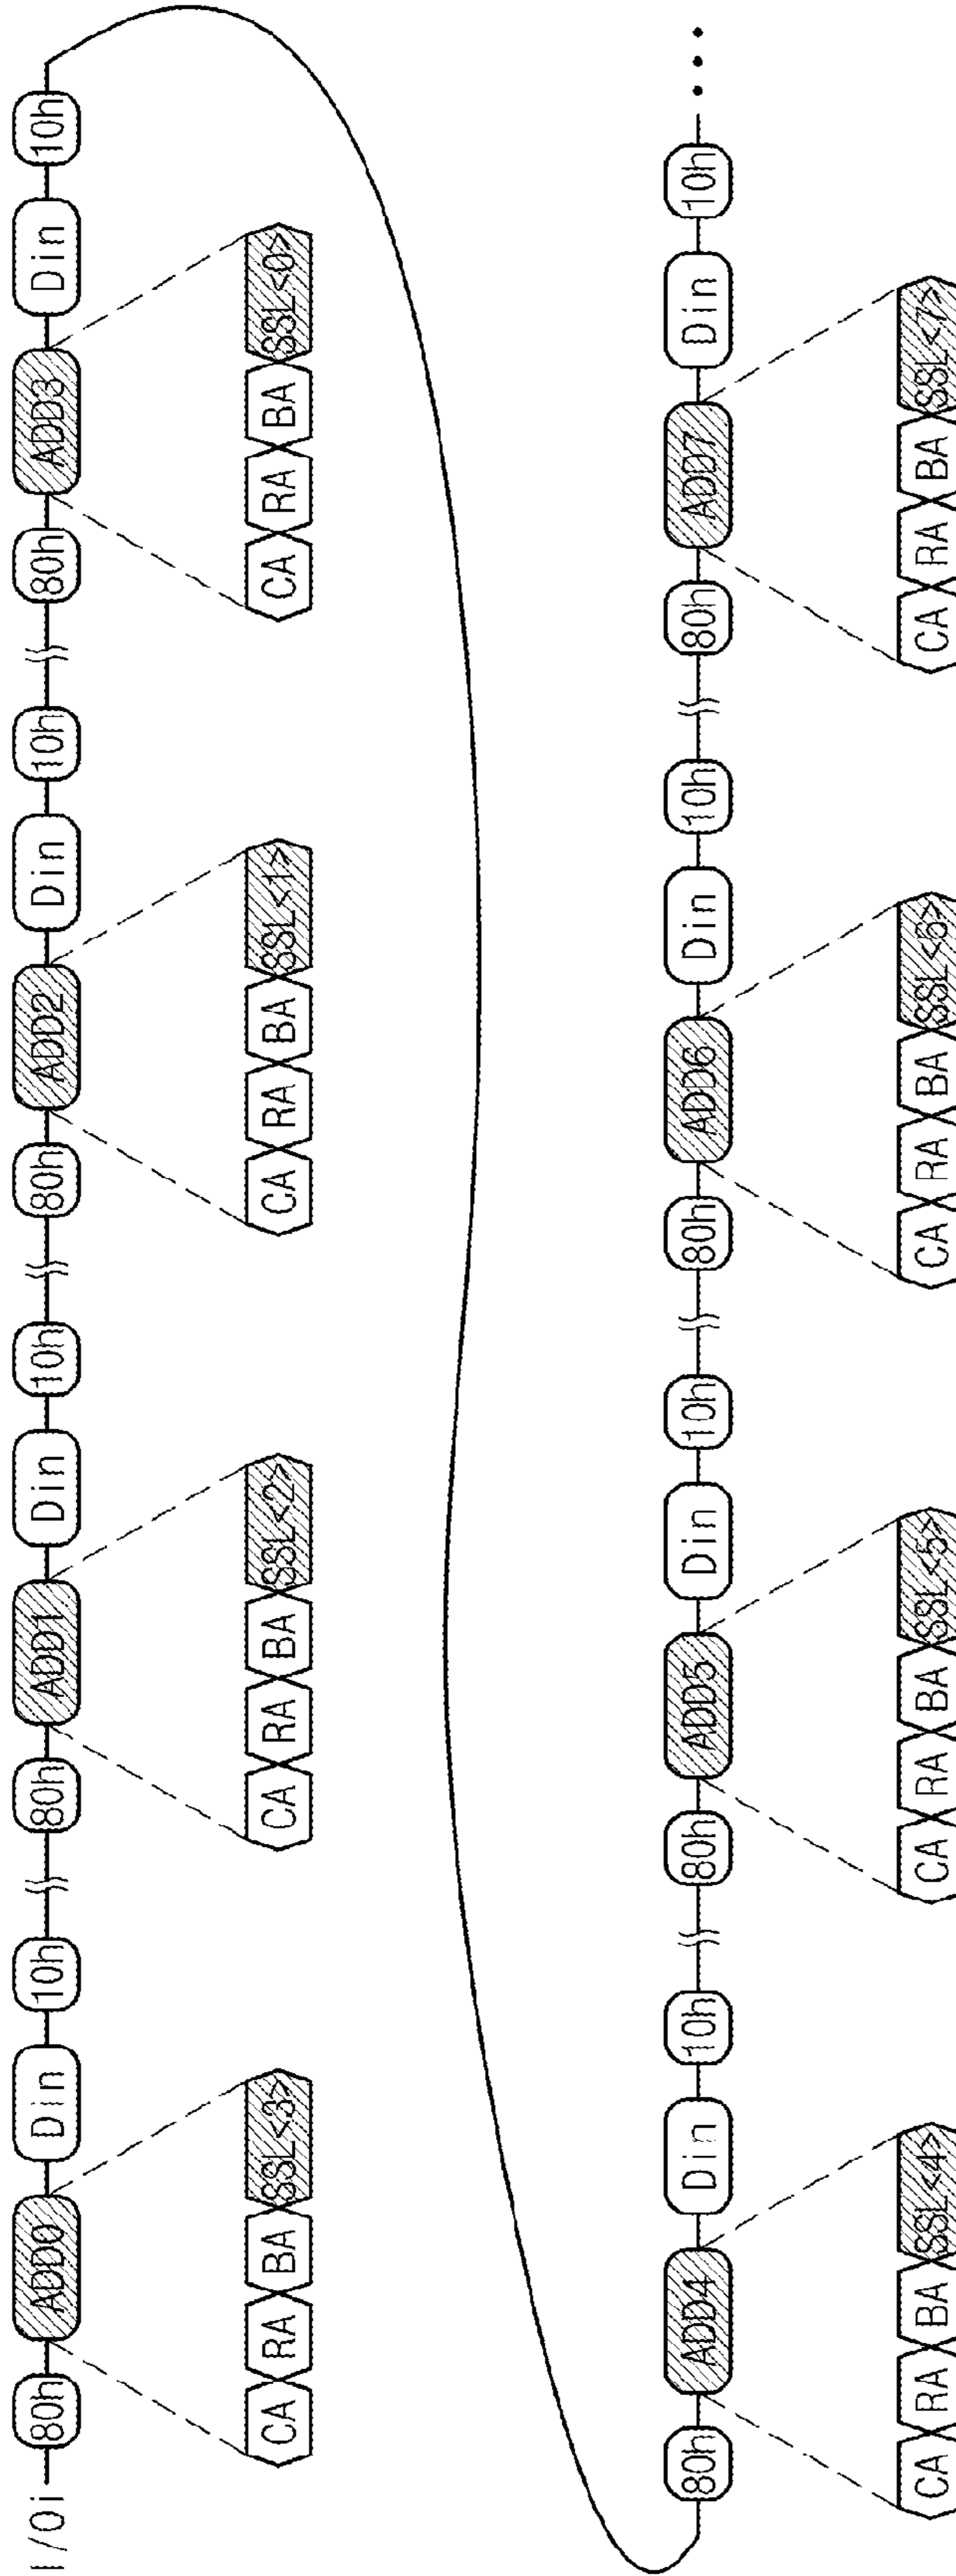 I/Oi 80h ADD0 Din 10h 80h ADD1 Din 10h 80h ADD2 Din 10h 80h ADD3 Din 10h
CA RA BA SSL<3> CA RA BA SSL<2> CA RA BA SSL<1> CA RA BA SSL<0>
80h ADD4 Din 10h 80h ADD5 Din 10h 80h ADD6 Din 10h 80h ADD7 Din 10h
CA RA BA SSL<4> CA RA BA SSL<5> CA RA BA SSL<6> CA RA BA SSL<7>